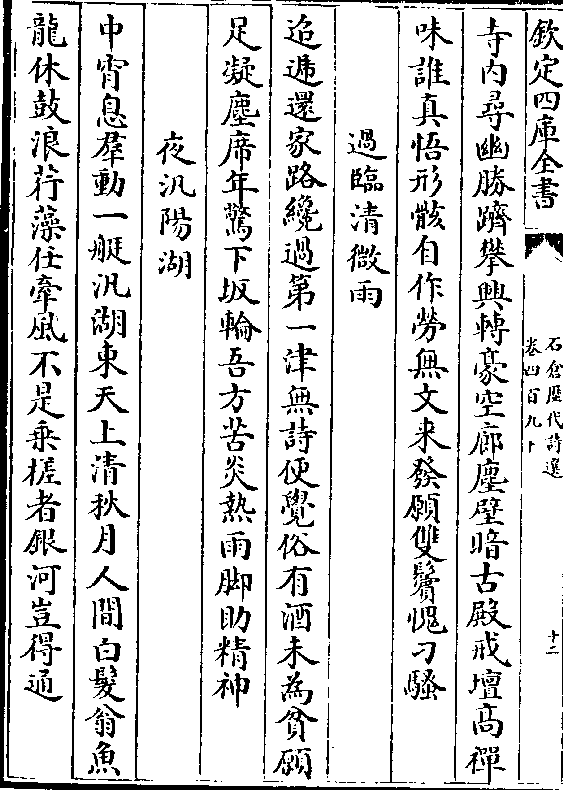 欽定四庫全書
石倉歷代詩選
卷四百九十
十二
寺内尋幽勝躋攀興轉豪空廊塵壁暗古殿戒壇高禪
味誰真悟形骸自作勞無文来發願雙鬢愧刁騷
過臨清微雨
迢遞還家路纔過第一津無詩便覺俗有酒未為貧願
足凝塵席年驚下坂輪吾方苦炎熱雨脚助精神
夜汎陽湖
中宵息羣動一艇汎湖東天上清秋月人間白髮翁魚
龍休鼓浪荇藻任牽風不是乗槎者銀河豈得通